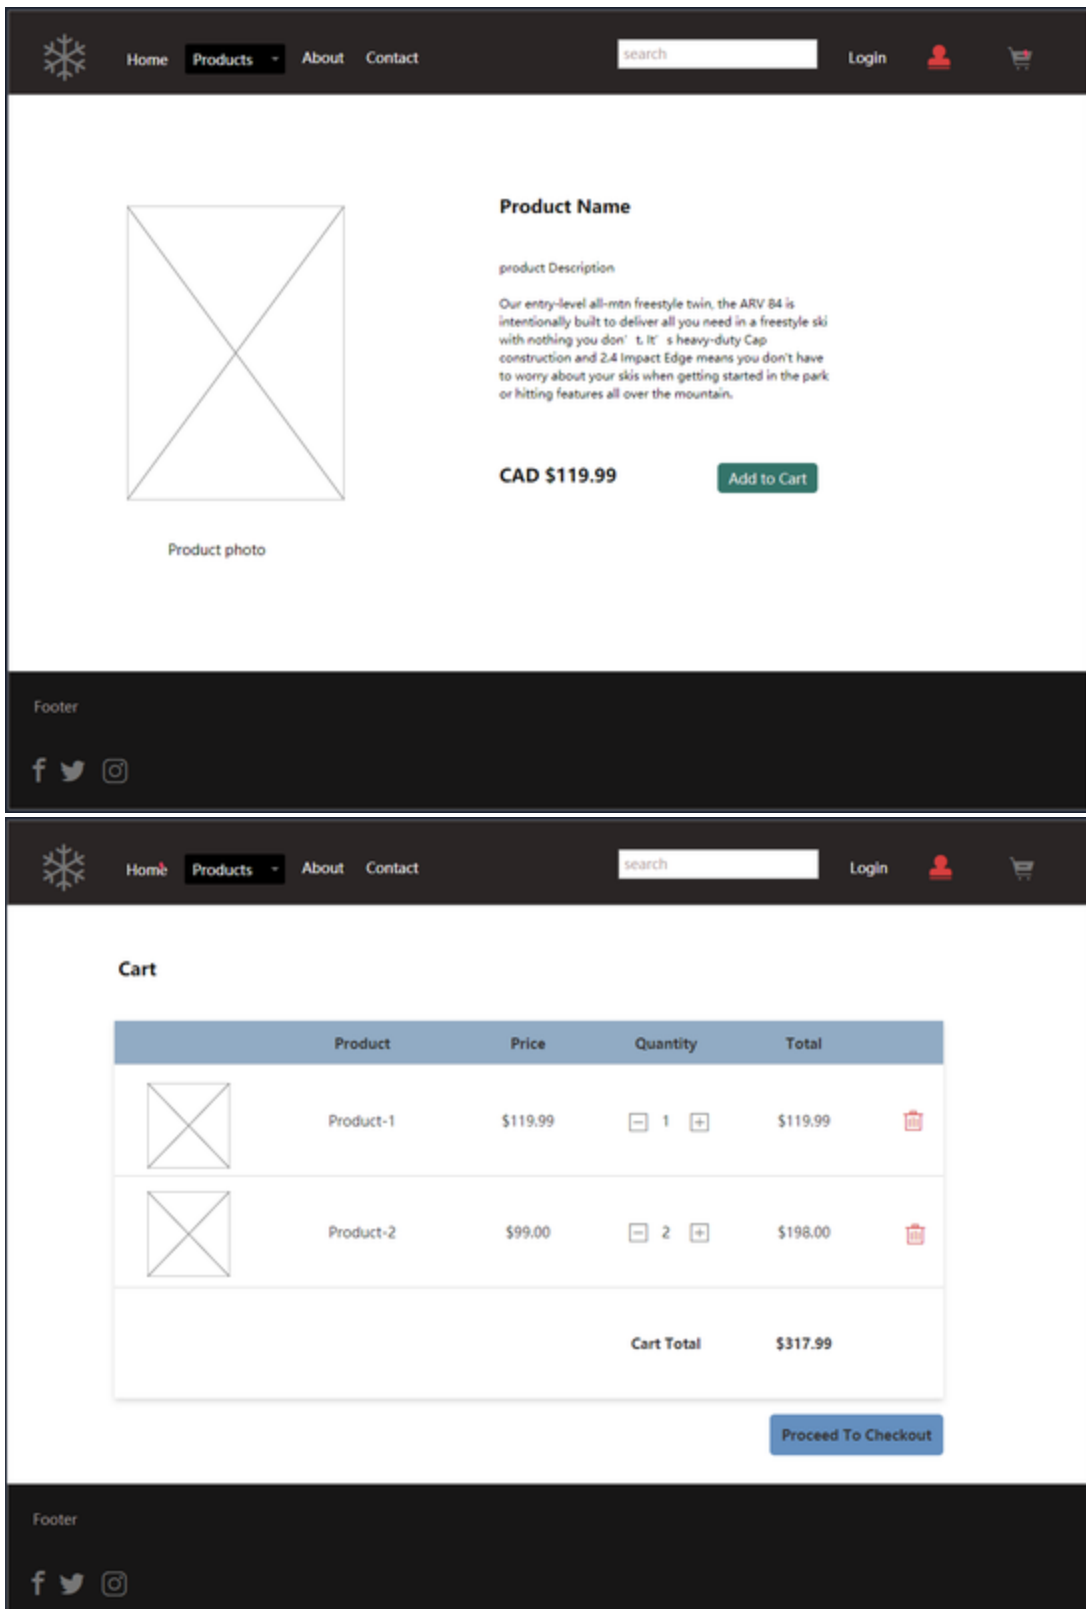 Home Products About Contact search Login
Product Name
product Description
Our entry-level all-mtn freestyle twin, the ARV 84 is
intentionally built to deliver all you need in a freestyle ski
with nothing you don’ t. It’ s heavy-duty Cap
construction and 2.4 Impact Edge means you don't have
to worry about your skis when getting started in the park
or hitting features all over the mountain.
CAD $119.99 Add to Cart
Product photo
Footer
Home Products About Contact search Login
Cart
Product Price Quantity Total
Product-1 $119.99 1 $119.99
Product-2 $99.00 2 $198.00
Cart Total $317.99
Proceed To Checkout
Footer